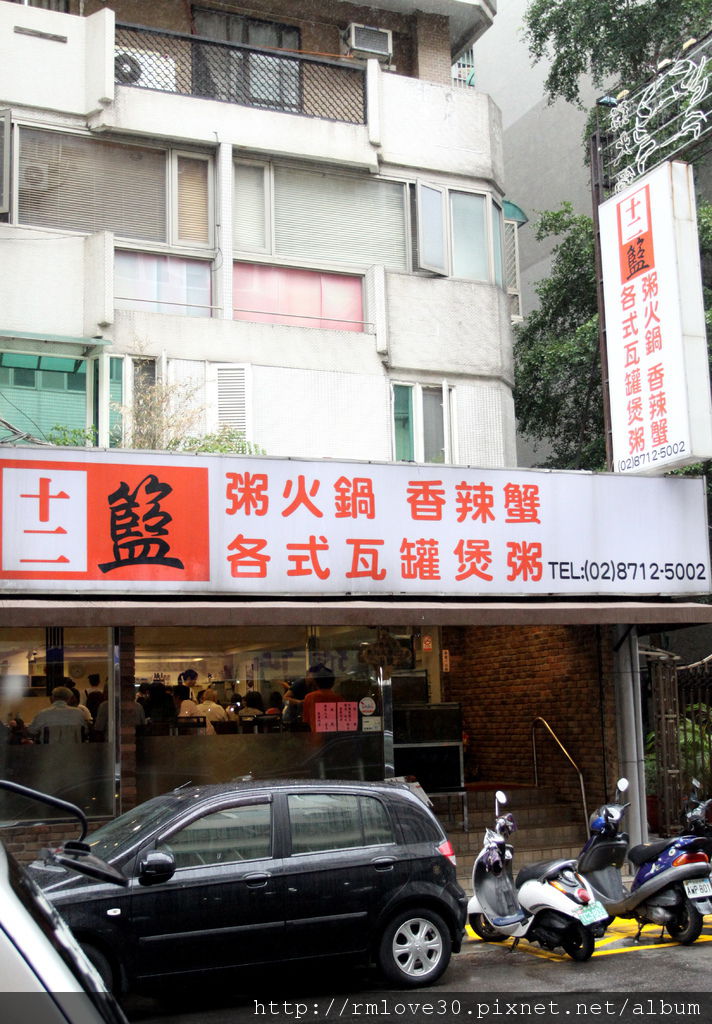 十二
籃
粥火鍋 香辣蟹
各式瓦罐煲粥
(02)8712-5002
十二
籃
粥火鍋 香辣蟹
各式瓦罐煲粥
TEL:(02)8712-5002
AWP 801
http://rmlove30.pixnet.net/album